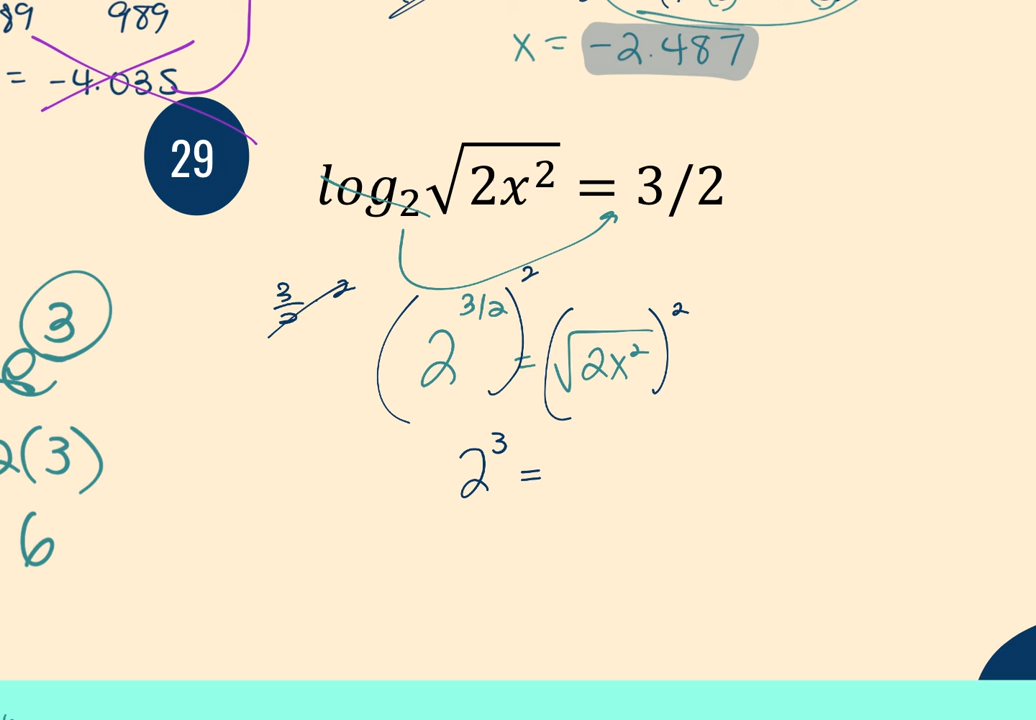 89 989
= -4.035
x = -2.487
29
log₂√2x² = 3/2
3/2 · 2
(2^3/2)² = (√2x²)²
3
2(3)
2³ =
6